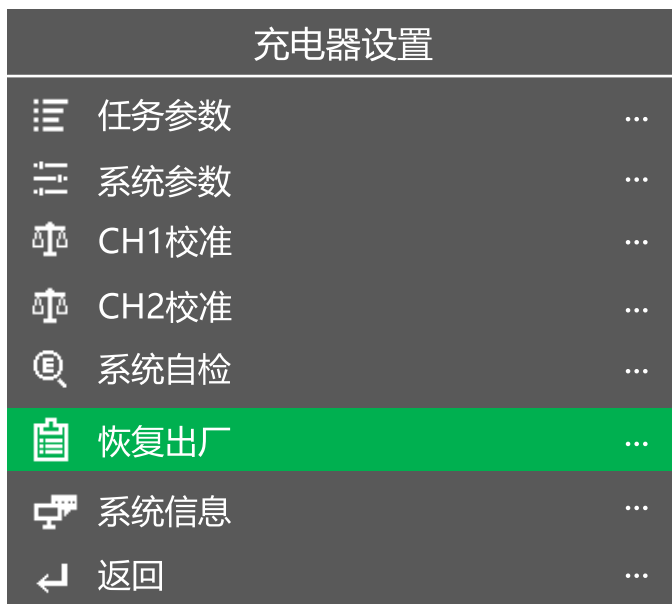 充电器设置
任务参数 ...
系统参数 ...
CH1校准 ...
CH2校准 ...
系统自检 ...
恢复出厂 ...
系统信息 ...
返回 ...